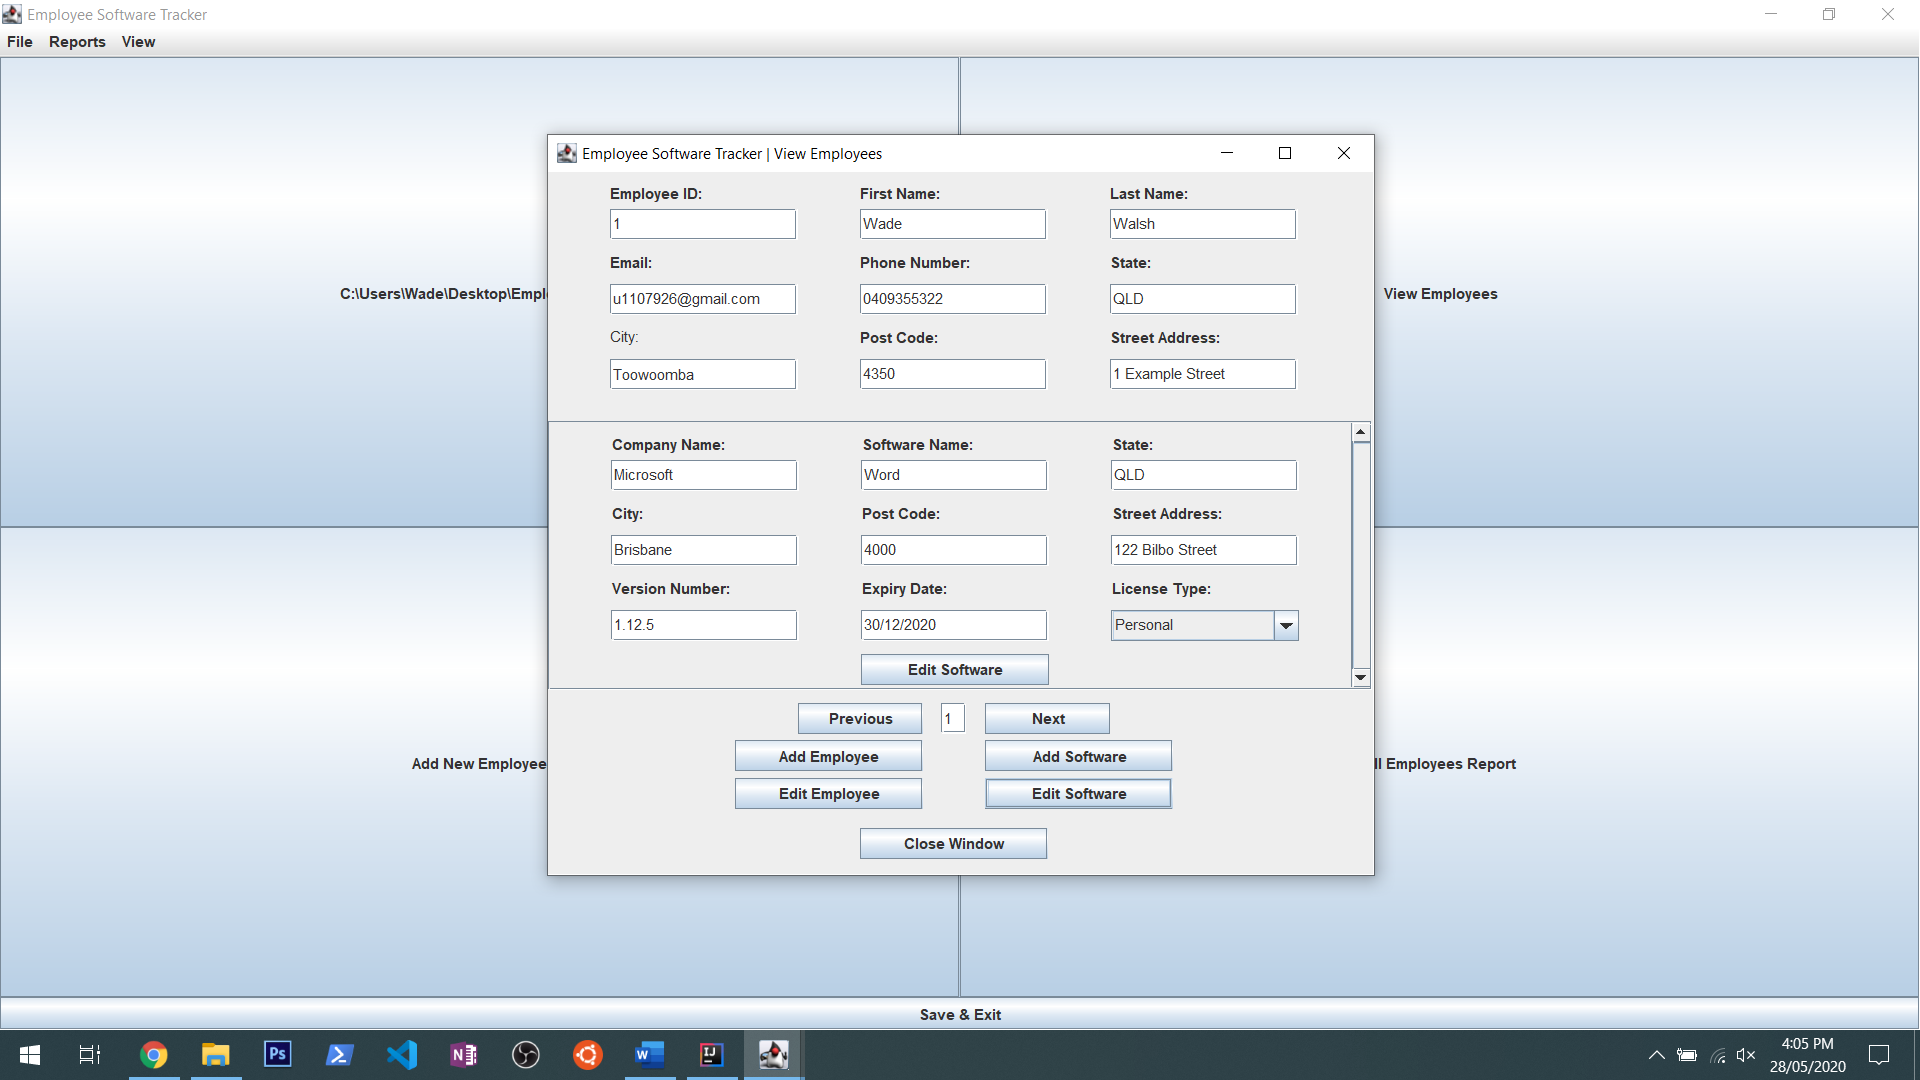 Employee Software Tracker
File Reports View
C:\Users\Wade\Desktop\Empl
View Employees
Add New Employee
ll Employees Report
Save & Exit
Employee Software Tracker | View Employees
Employee ID: First Name: Last Name:
1 Wade Walsh
Email: Phone Number: State:
u1107926@gmail.com 0409355322 QLD
City: Post Code: Street Address:
Toowoomba 4350 1 Example Street
Company Name: Software Name: State:
Microsoft Word QLD
City: Post Code: Street Address:
Brisbane 4000 122 Bilbo Street
Version Number: Expiry Date: License Type:
1.12.5 30/12/2020 Personal
Edit Software
Previous 1 Next
Add Employee Add Software
Edit Employee Edit Software
Close Window
Ps N W IJ
4:05 PM
28/05/2020